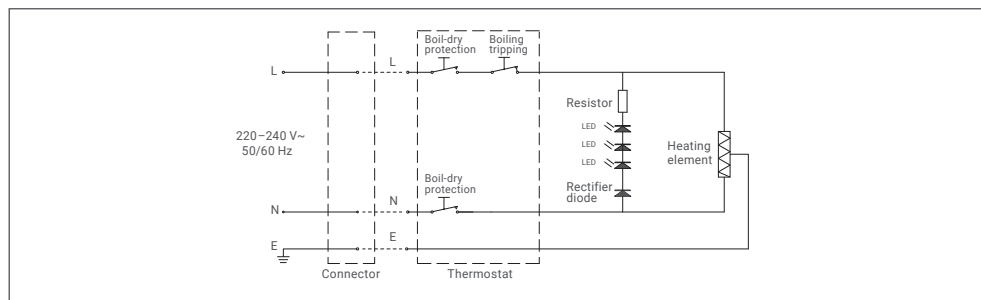 Boil-dry
protection
Boiling
tripping
L
L
Resistor
LED
LED
LED
220–240 V~
50/60 Hz
Heating
element
Boil-dry
protection
Rectifier
diode
N
N
E
E
Connector
Thermostat